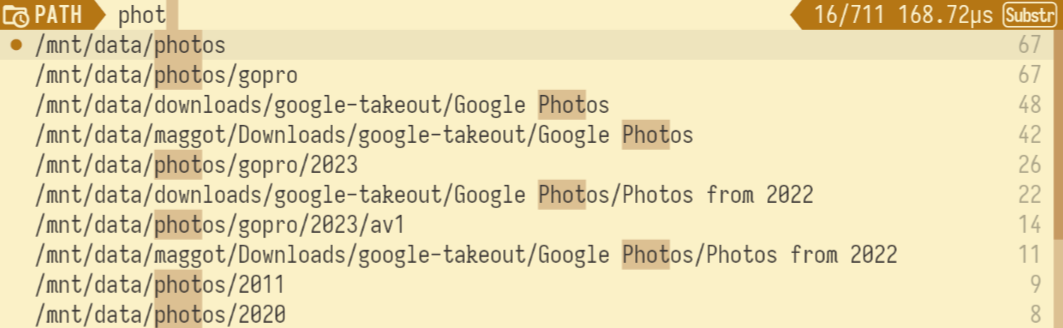 PATH phot 16/711 168.72µs Substr
/mnt/data/photos 67
/mnt/data/photos/gopro 67
/mnt/data/downloads/google-takeout/Google Photos 48
/mnt/data/maggot/Downloads/google-takeout/Google Photos 42
/mnt/data/photos/gopro/2023 26
/mnt/data/downloads/google-takeout/Google Photos/Photos from 2022 22
/mnt/data/photos/gopro/2023/av1 14
/mnt/data/maggot/Downloads/google-takeout/Google Photos/Photos from 2022 11
/mnt/data/photos/2011 9
/mnt/data/photos/2020 8